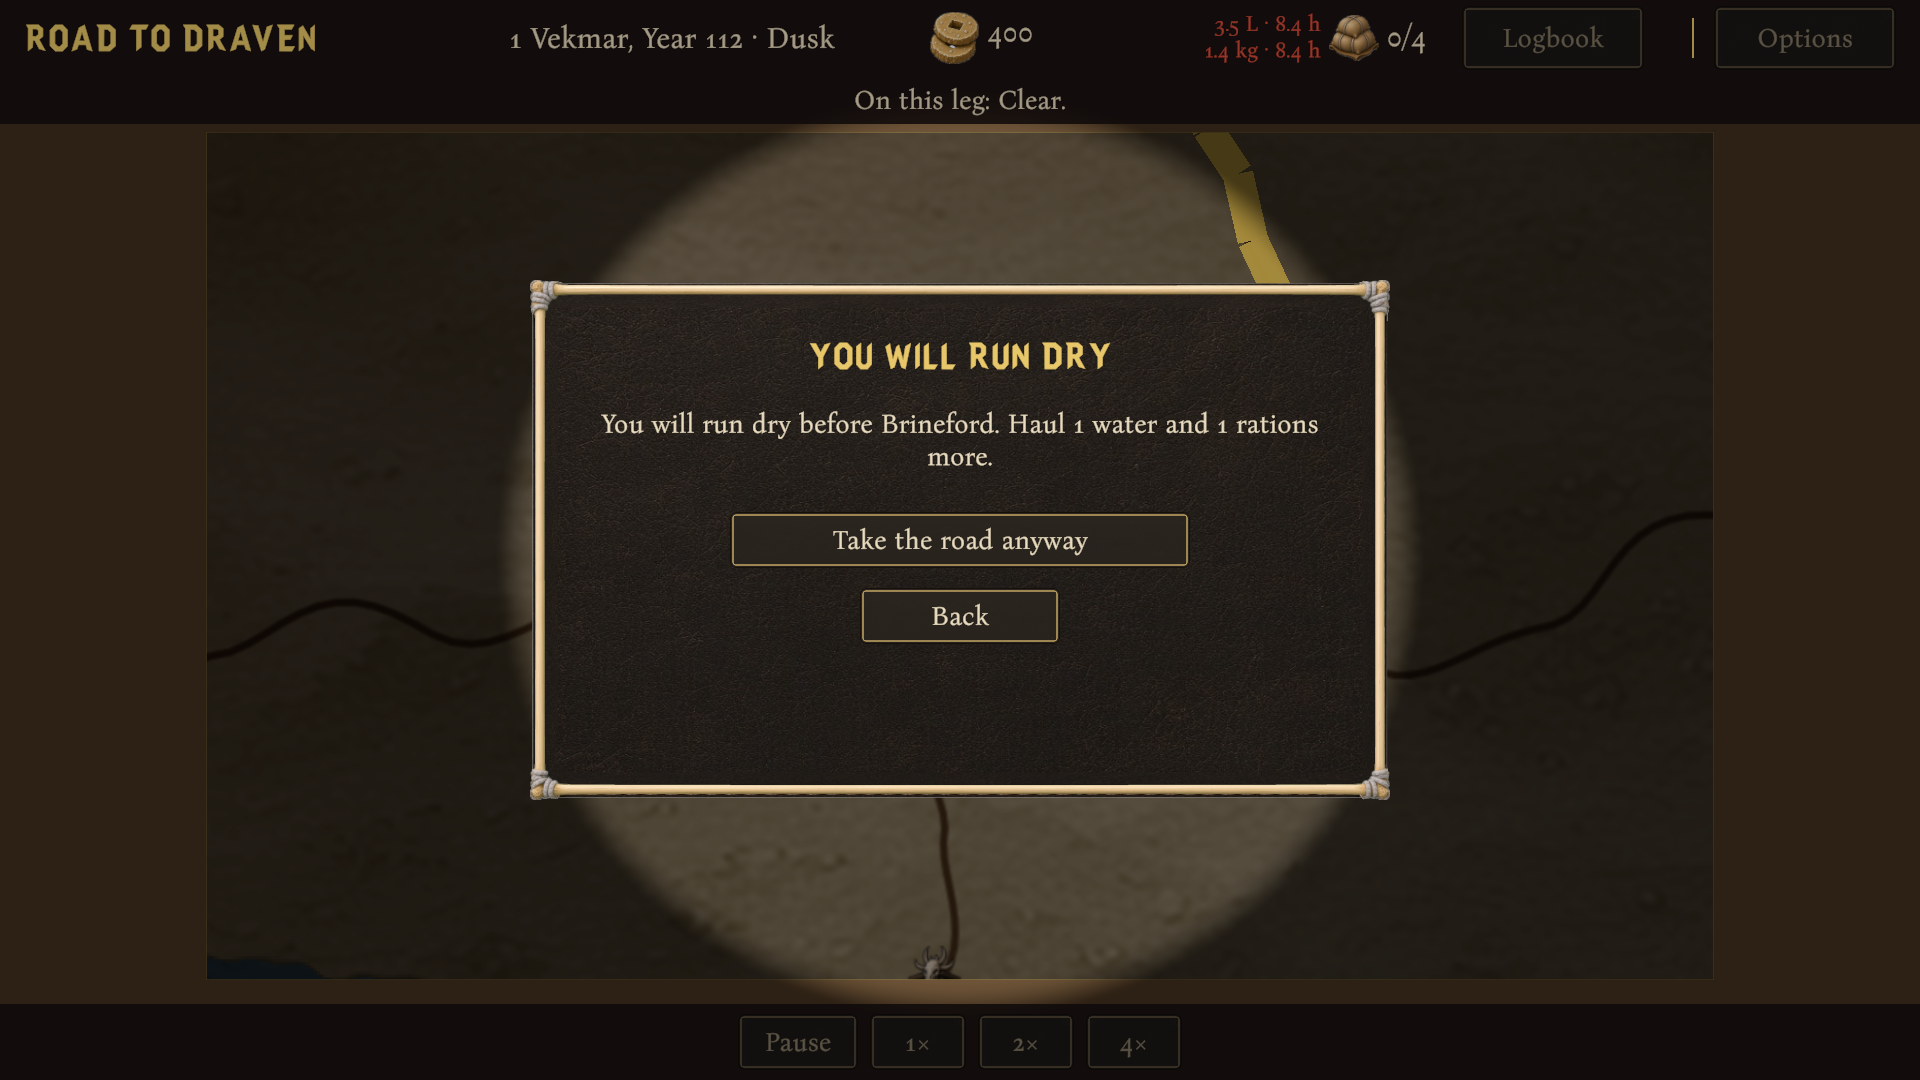 ROAD TO DRAVEN
1 Vekmar, Year 112 · Dusk
400
3.5 L · 8.4 h
1.4 kg · 8.4 h
0/4
Logbook
Options
On this leg: Clear.
YOU WILL RUN DRY
You will run dry before Brineford. Haul 1 water and 1 rations
more.
Take the road anyway
Back
Pause
1×
2×
4×